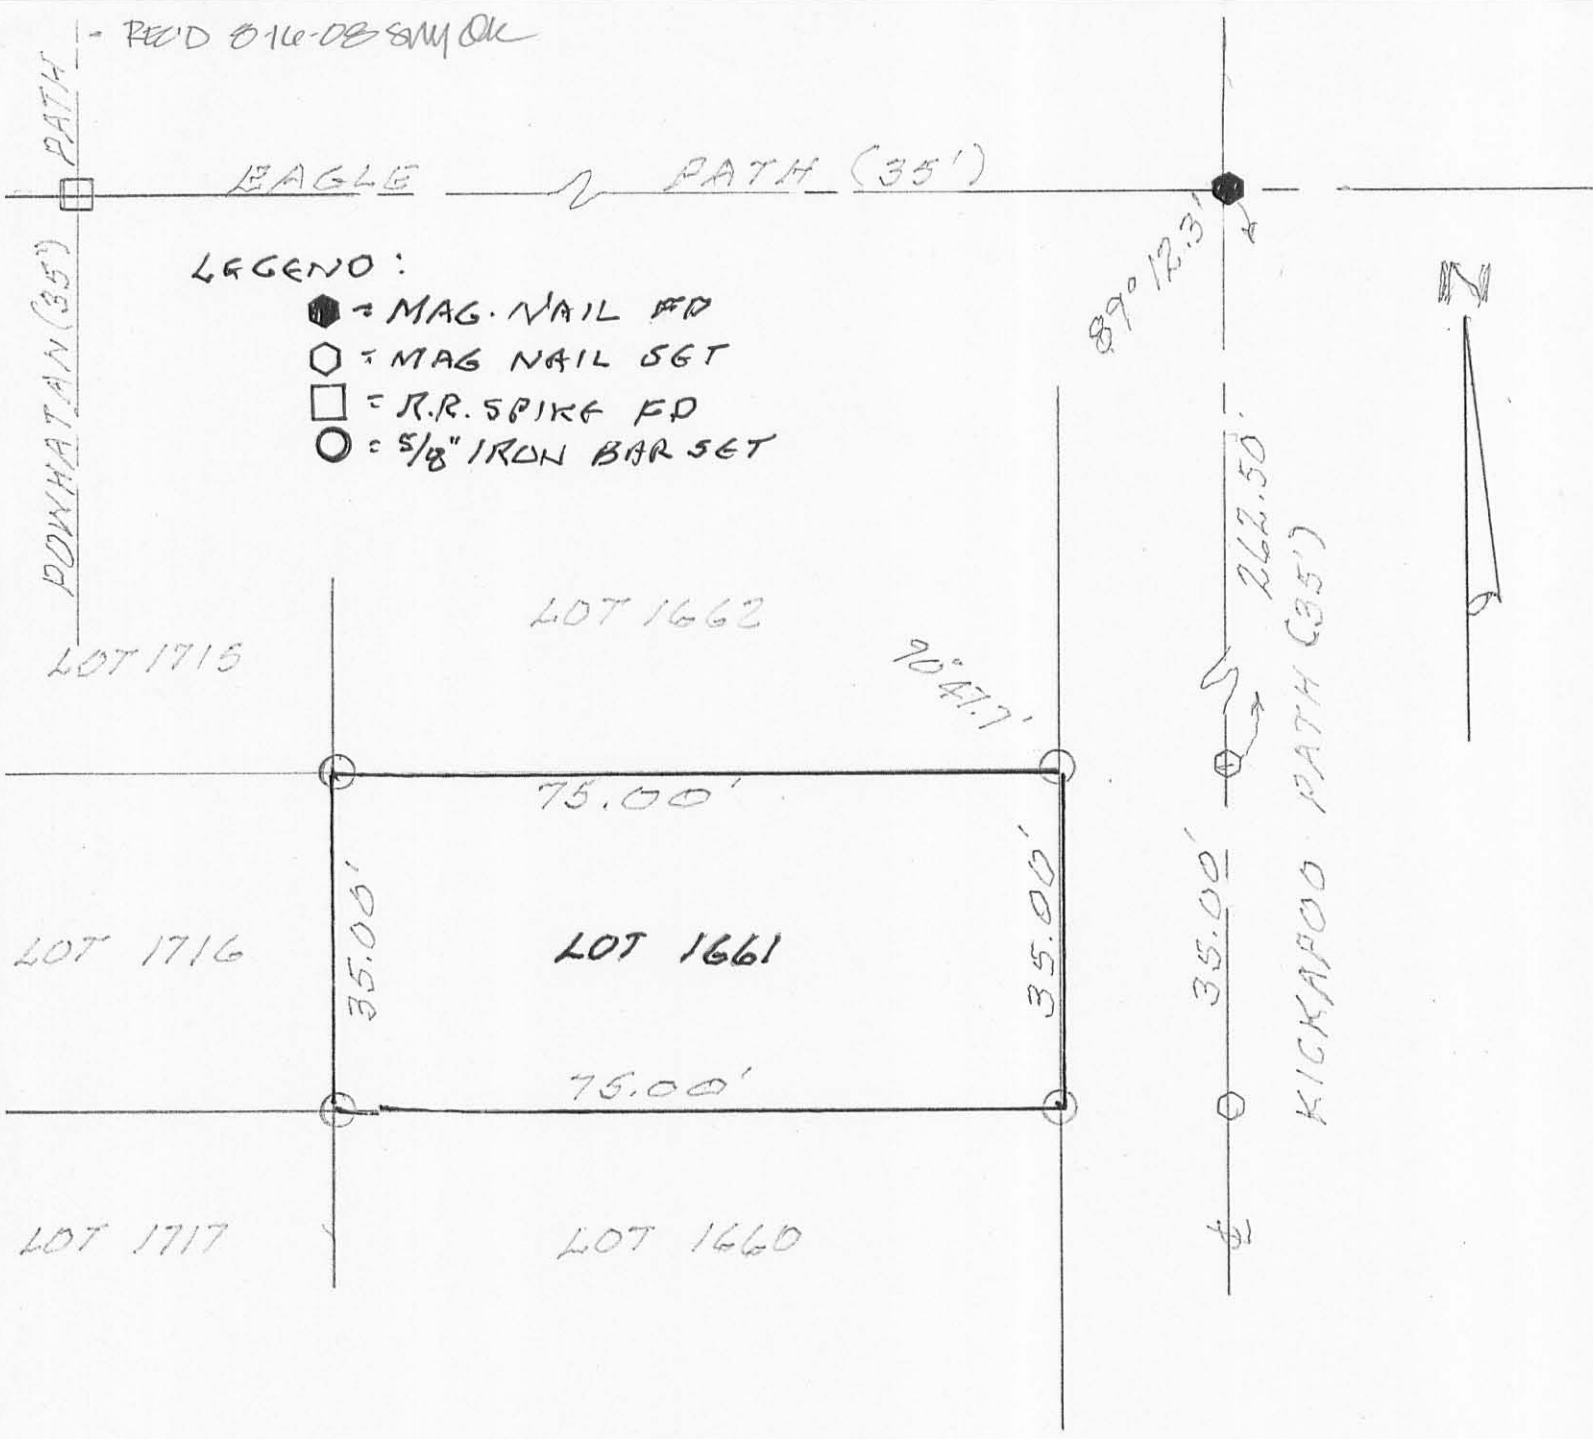 - REC'D 8-16-08 OK
EAGLE PATH (35')
POWHATAN (35') PATH
89° 12.3'
N
LEGEND :
= MAG. NAIL FD
= MAG NAIL SET
= R.R. SPIKE FD
= 5/8" IRON BAR SET
262.50'
KICKAPOO PATH (35')
LOT 1662
LOT 1715
90° 47.7'
75.00'
35.00'
LOT 1716
LOT 1661
35.00'
35.00'
75.00'
LOT 1717
LOT 1660
℄